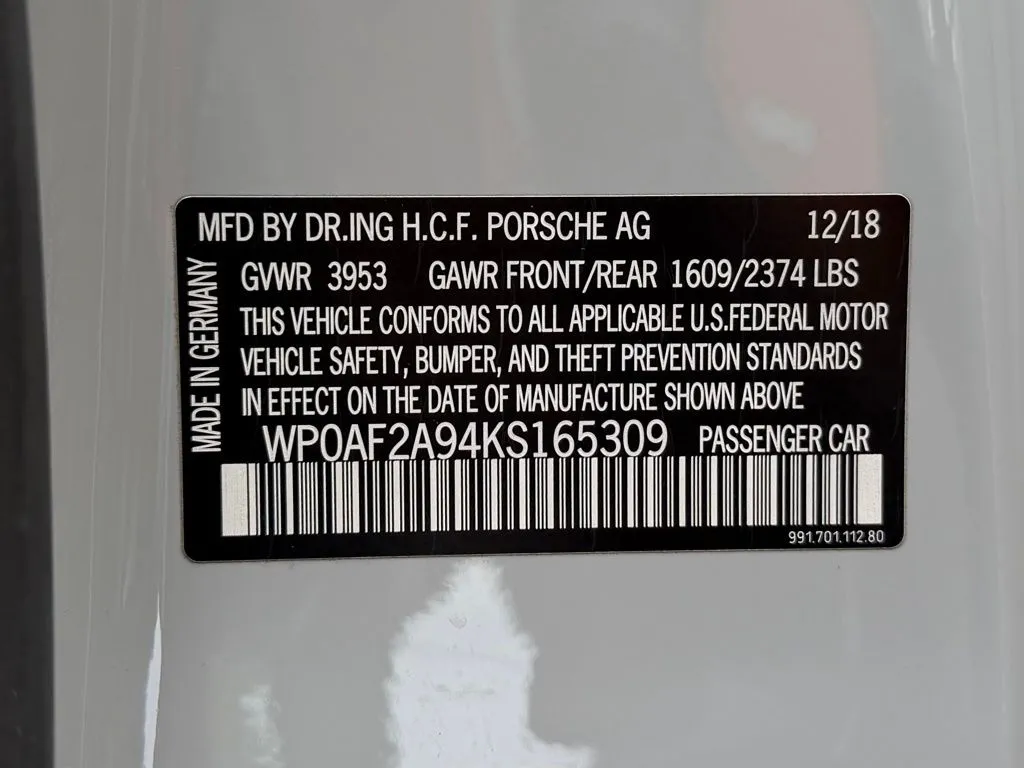 MFD BY DR.ING H.C.F. PORSCHE AG 12/18
GVWR 3953 GAWR FRONT/REAR 1609/2374 LBS
THIS VEHICLE CONFORMS TO ALL APPLICABLE U.S.FEDERAL MOTOR
VEHICLE SAFETY, BUMPER, AND THEFT PREVENTION STANDARDS
IN EFFECT ON THE DATE OF MANUFACTURE SHOWN ABOVE
WP0AF2A94KS165309 PASSENGER CAR
991.701.112.80
MADE IN GERMANY